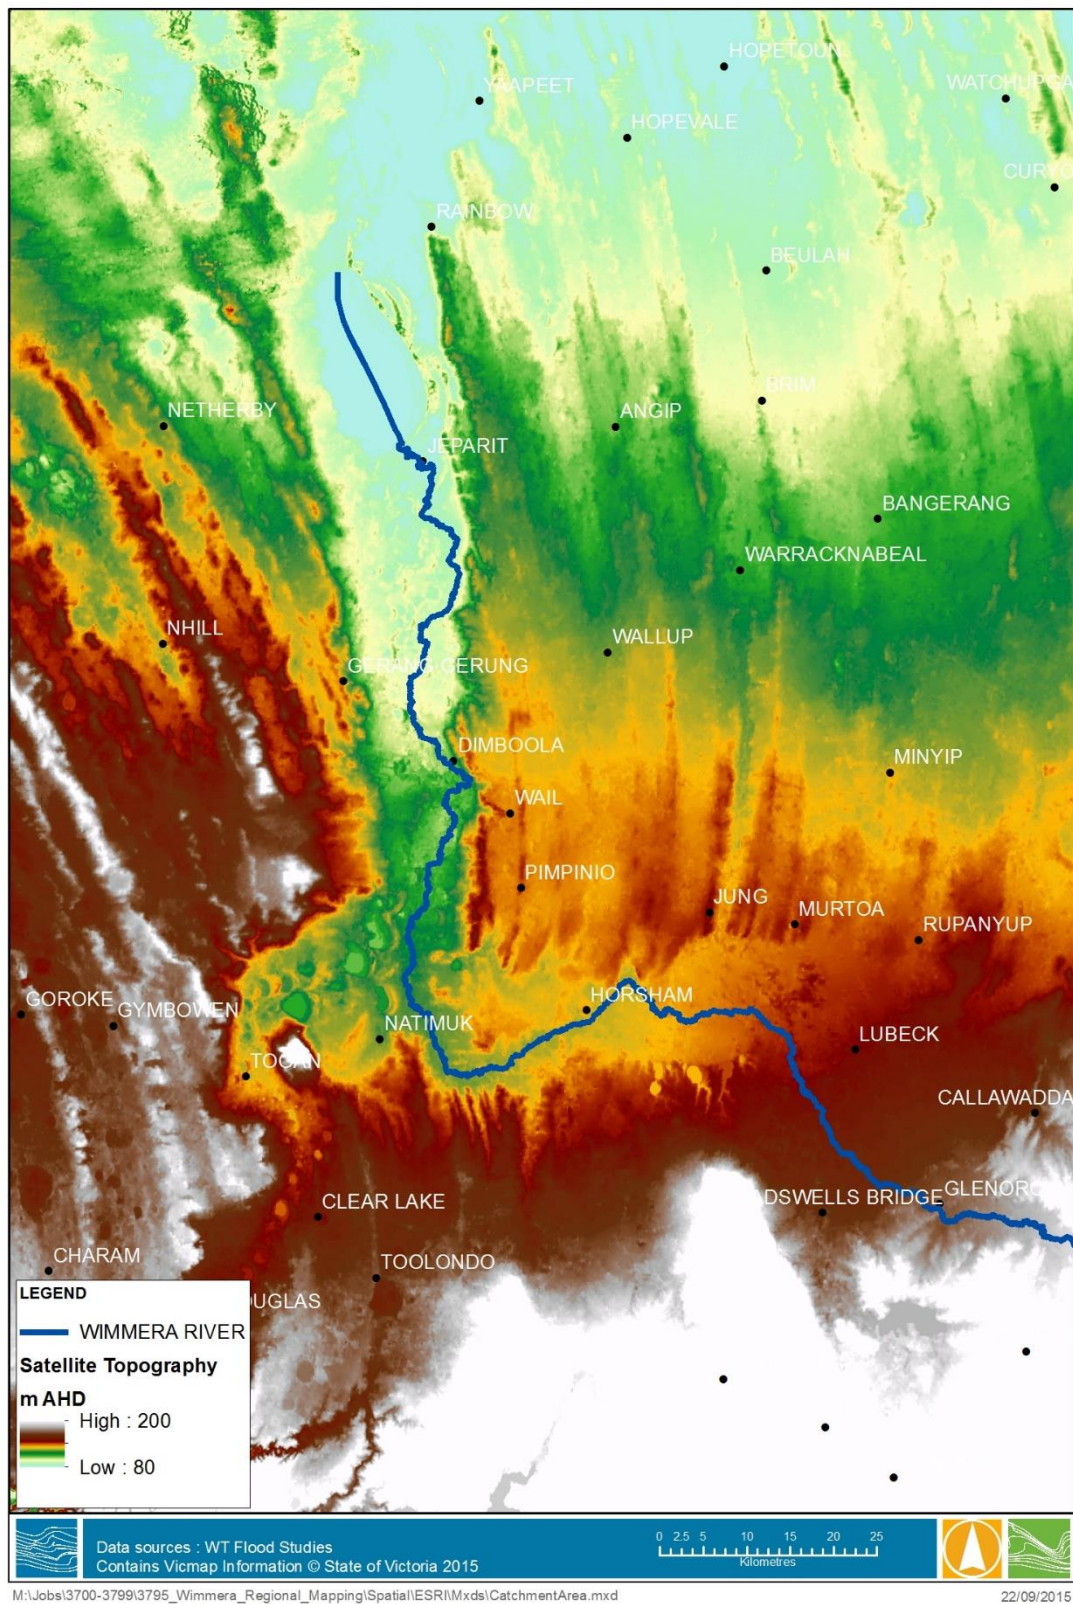 HOPETOUN
YAAPEET
WATCHUPGA
HOPEVALE
CURYO
RAINBOW
BEULAH
BRIM
NETHERBY
ANGIP
JEPARIT
BANGERANG
WARRACKNABEAL
NHILL
WALLUP
GERANG GERUNG
DIMBOOLA
MINYIP
WAIL
PIMPINIO
JUNG
MURTOA
RUPANYUP
GOROKE
GYMBOWEN
HORSHAM
NATIMUK
LUBECK
TOOAN
CALLAWADDA
CLEAR LAKE
DSWELLS BRIDGE
GLENORC
CHARAM
TOOLONDO
OUGLAS
LEGEND
WIMMERA RIVER
Satellite Topography
m AHD
High : 200
Low : 80
Data sources : WT Flood Studies
Contains Vicmap Information © State of Victoria 2015
0 2.5 5 10 15 20 25
Kilometres
M:\Jobs\3700-3799\3795_Wimmera_Regional_Mapping\Spatial\ESRI\Mxds\CatchmentArea.mxd
22/09/2015